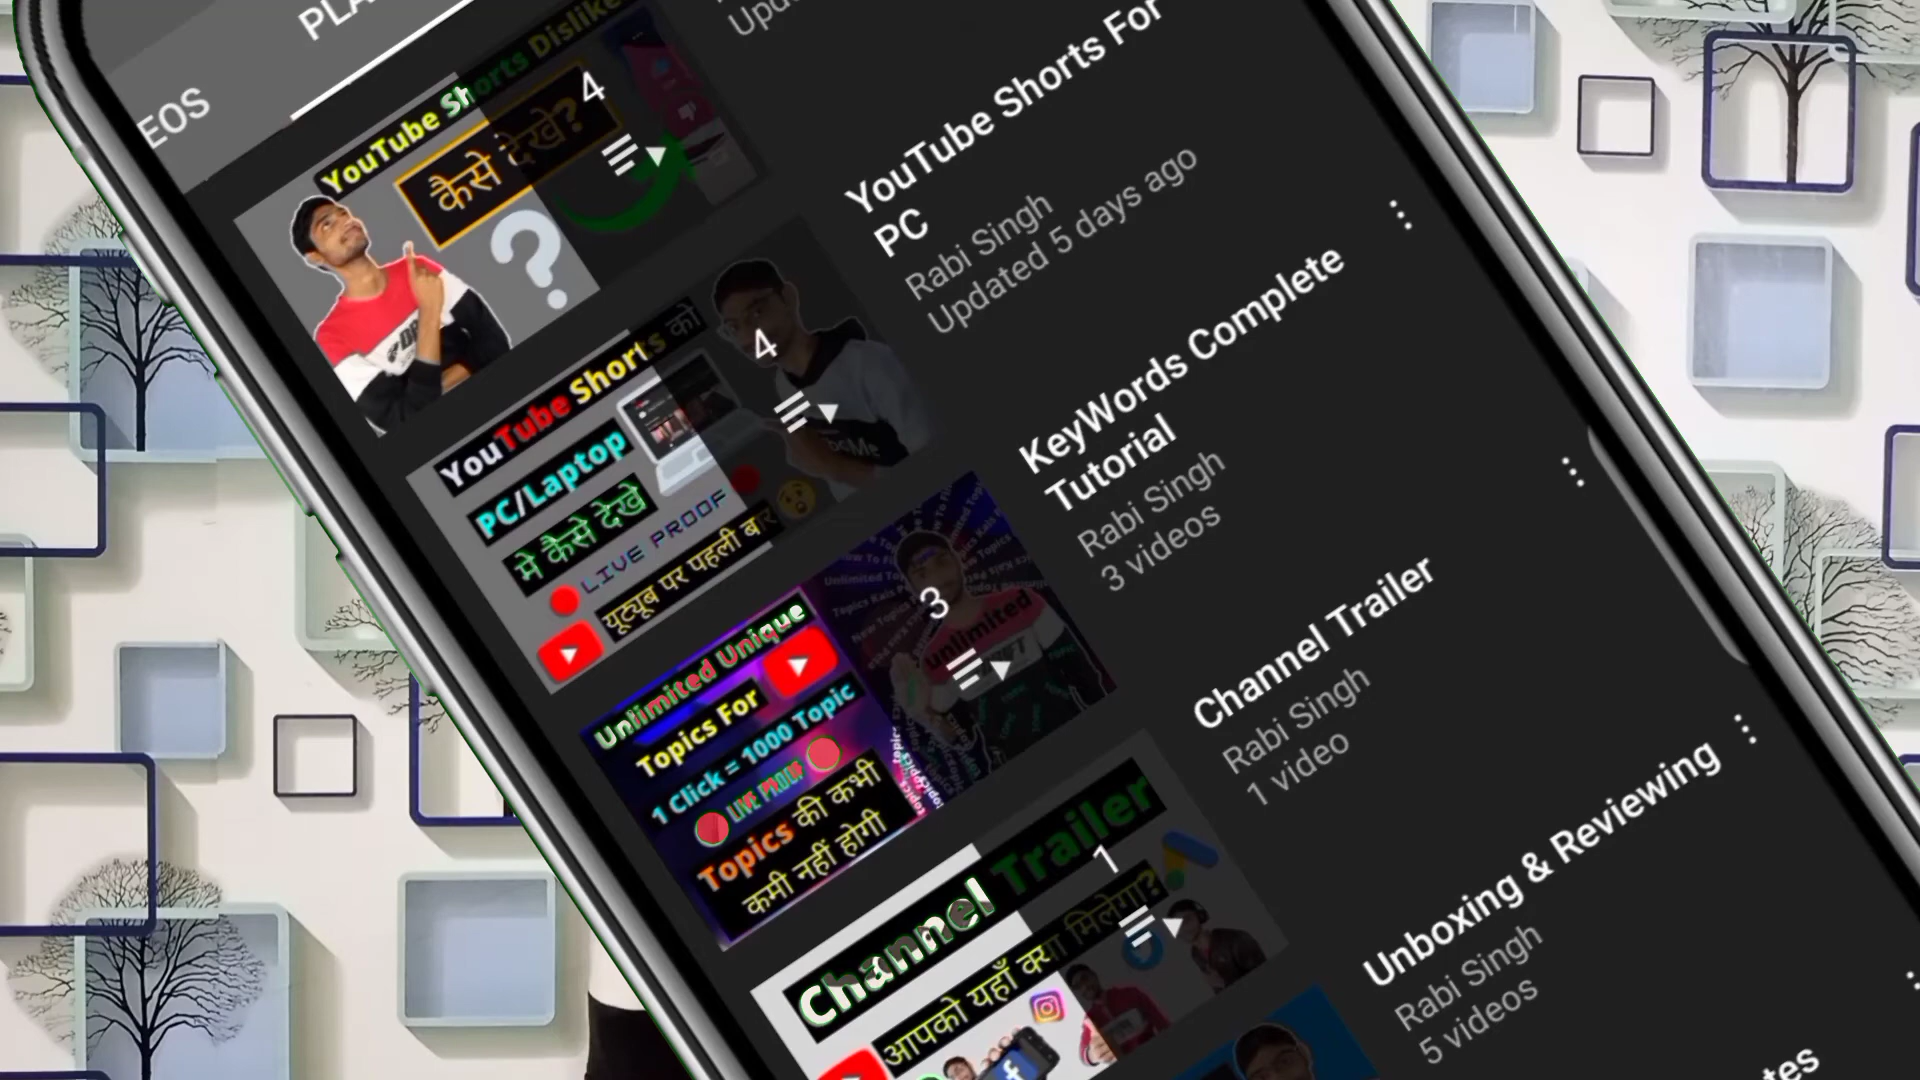 EOS
PLA
YouTube Shorts Dislike
कैसे देखे?
4
Upd
YouTube Shorts For
PC
Rabi Singh
Updated 5 days ago
YouTube Shorts को
PC/Laptop
मे कैसे देखे
LIVE PROOF
यूट्यूब पर पहली बार
4
KeyWords Complete
Tutorial
Rabi Singh
3 videos
Unlimited Unique
Topics For
1 Click = 1000 Topic
LIVE PROOF
Topics की कभी
कमी नहीं होगी
unlimited
3
Channel Trailer
Rabi Singh
1 video
Channel Trailer
आपको यहाँ क्या मिलेगा?
1
Unboxing & Reviewing
Rabi Singh
5 videos
tes